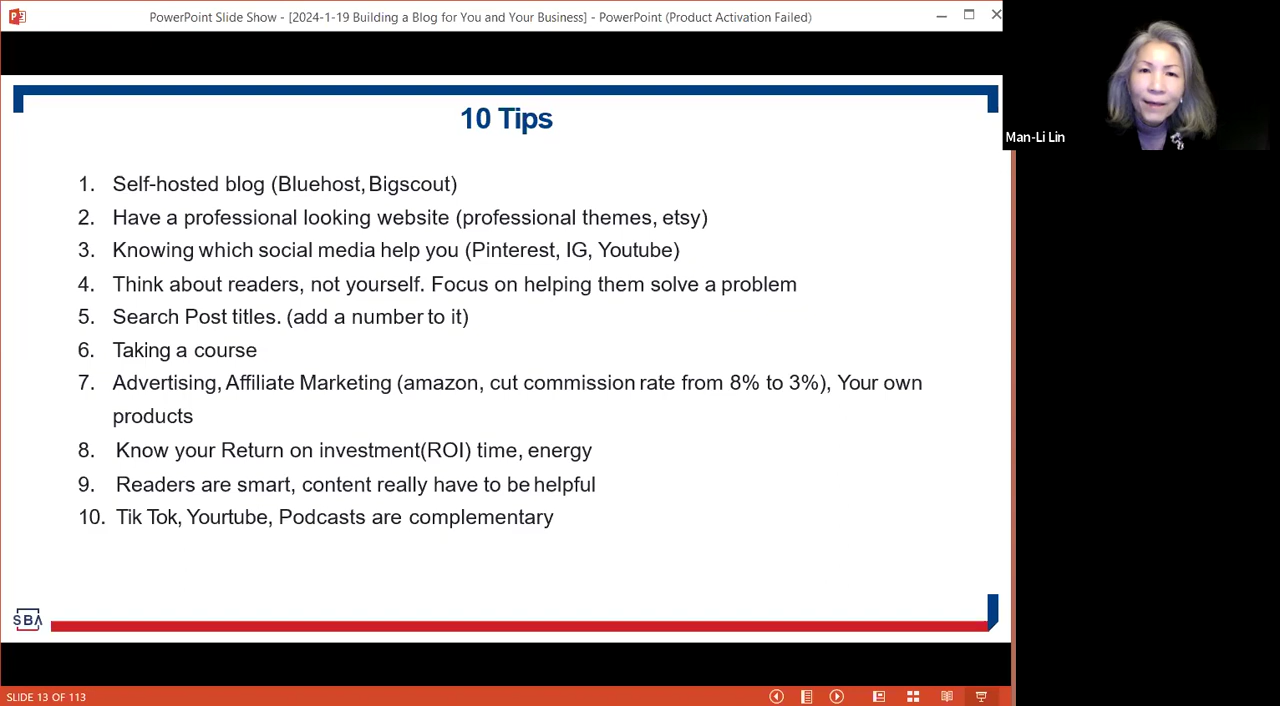 PowerPoint Slide Show - [2024-1-19 Building a Blog for You and Your Business] - PowerPoint (Product Activation Failed)
Man-Li Lin
10 Tips
1. Self-hosted blog (Bluehost, Bigscout)
2. Have a professional looking website (professional themes, etsy)
3. Knowing which social media help you (Pinterest, IG, Youtube)
4. Think about readers, not yourself. Focus on helping them solve a problem
5. Search Post titles. (add a number to it)
6. Taking a course
7. Advertising, Affiliate Marketing (amazon, cut commission rate from 8% to 3%), Your own
products
8. Know your Return on investment(ROI) time, energy
9. Readers are smart, content really have to be helpful
10. Tik Tok, Yourtube, Podcasts are complementary
SBA
SLIDE 13 OF 113